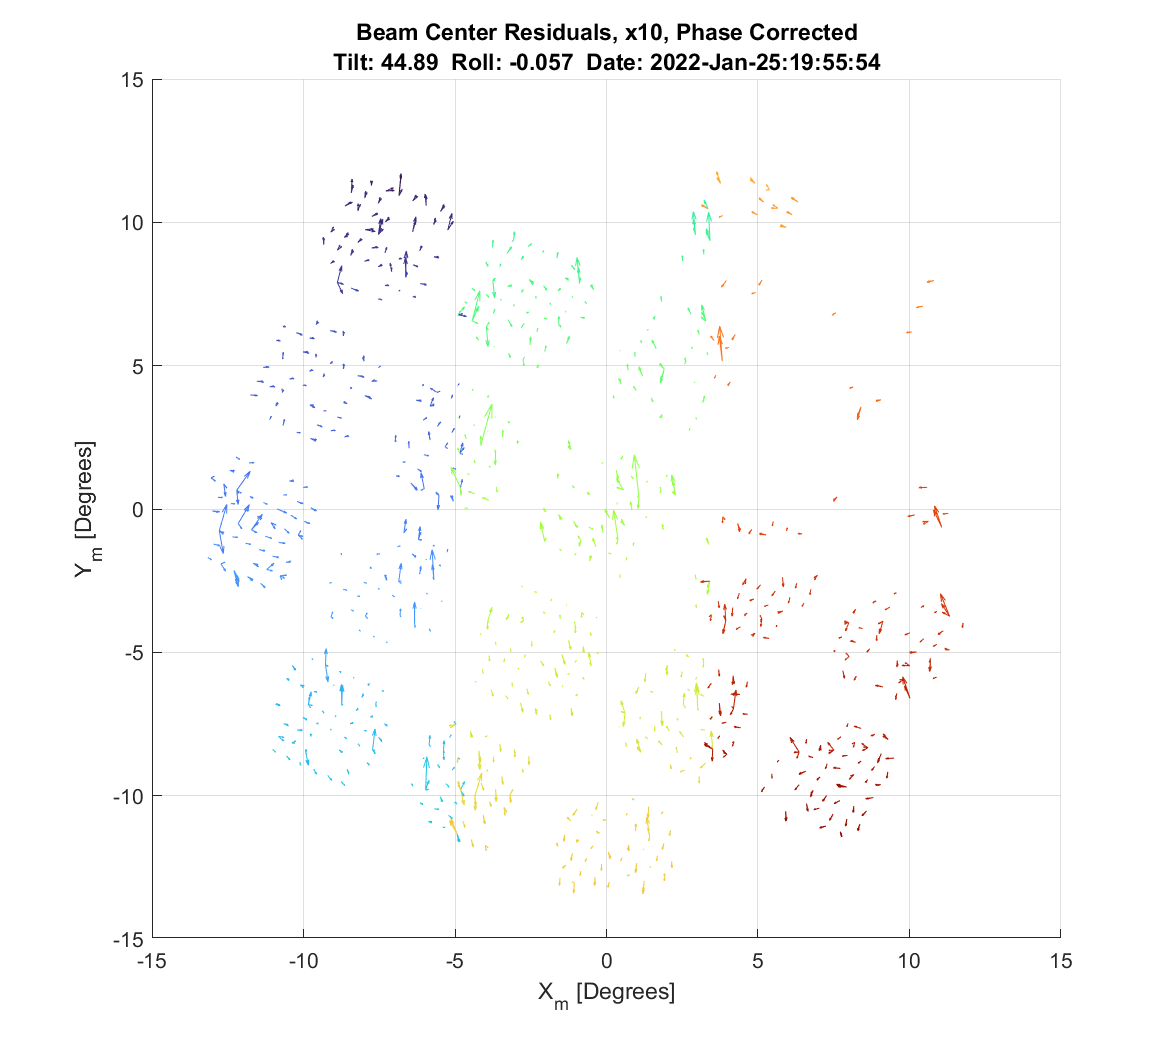 Beam Center Residuals, x10, Phase Corrected
Tilt: 44.89  Roll: -0.057  Date: 2022-Jan-25:19:55:54
15
10
5
0
-5
-10
-15
Y_m [Degrees]
-15 -10 -5 0 5 10 15
X_m [Degrees]